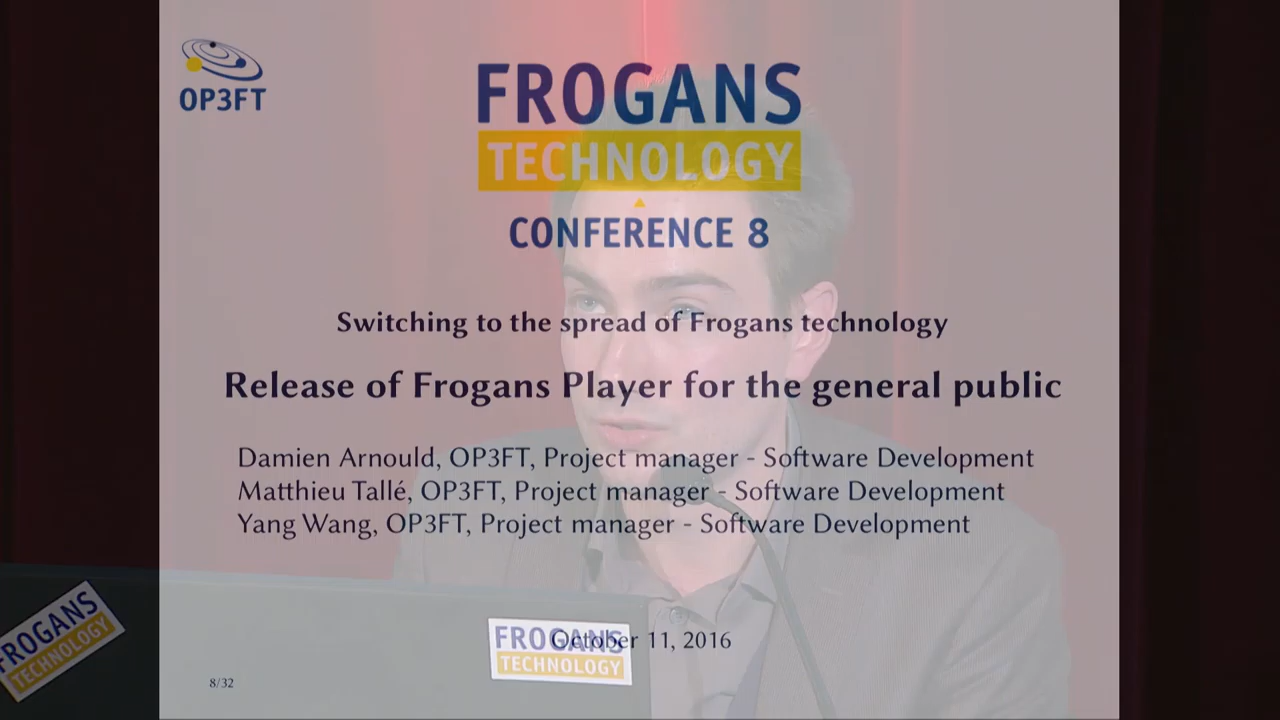 OP3FT
FROGANS
TECHNOLOGY
CONFERENCE 8
Switching to the spread of Frogans technology
Release of Frogans Player for the general public
Damien Arnould, OP3FT, Project manager - Software Development
Matthieu Tallé, OP3FT, Project manager - Software Development
Yang Wang, OP3FT, Project manager - Software Development
FROGANS
TECHNOLOGY
FROGANS
TECHNOLOGY
October 11, 2016
8/32